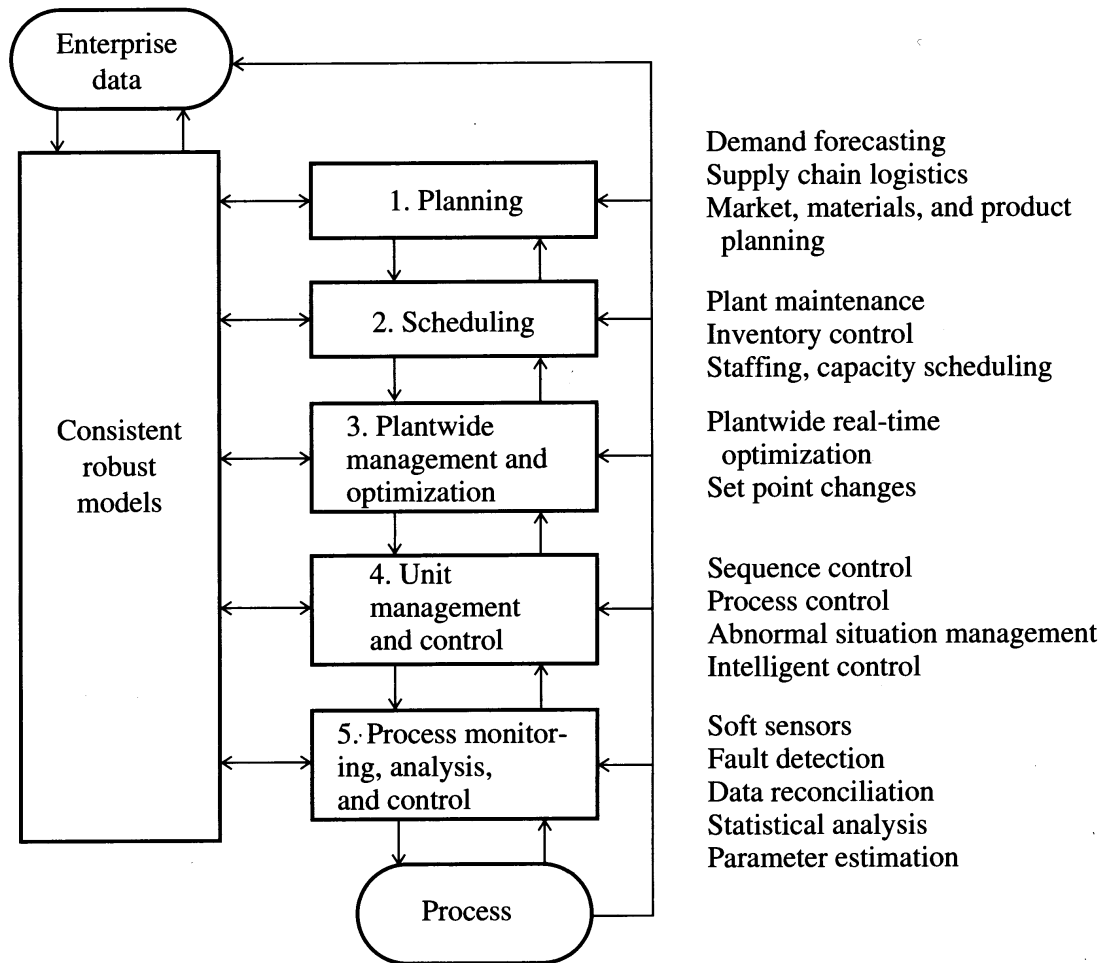 Enterprise
data
Consistent
robust
models
1. Planning
2. Scheduling
3. Plantwide
management and
optimization
4. Unit
management
and control
5. Process monitor-
ing, analysis,
and control
Process
Demand forecasting
Supply chain logistics
Market, materials, and product
planning
Plant maintenance
Inventory control
Staffing, capacity scheduling
Plantwide real-time
optimization
Set point changes
Sequence control
Process control
Abnormal situation management
Intelligent control
Soft sensors
Fault detection
Data reconciliation
Statistical analysis
Parameter estimation